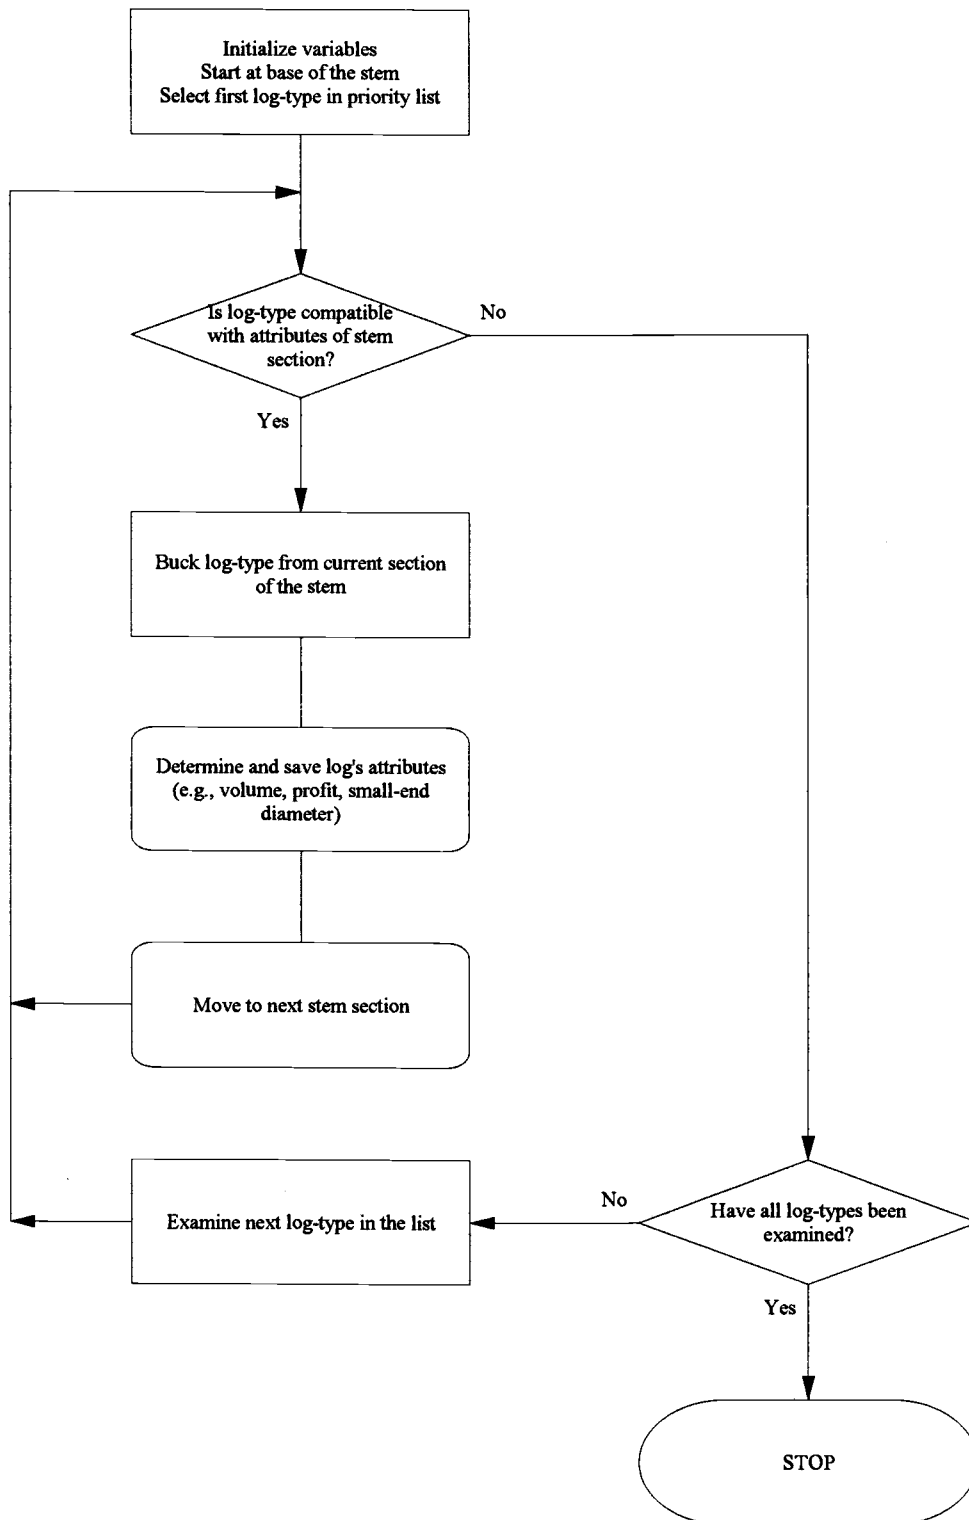 Initialize variables
Start at base of the stem
Select first log-type in priority list
Is log-type compatible
with attributes of stem
section?
No
Yes
Buck log-type from current section
of the stem
Determine and save log's attributes
(e.g., volume, profit, small-end
diameter)
Move to next stem section
Examine next log-type in the list
No
Have all log-types been
examined?
Yes
STOP